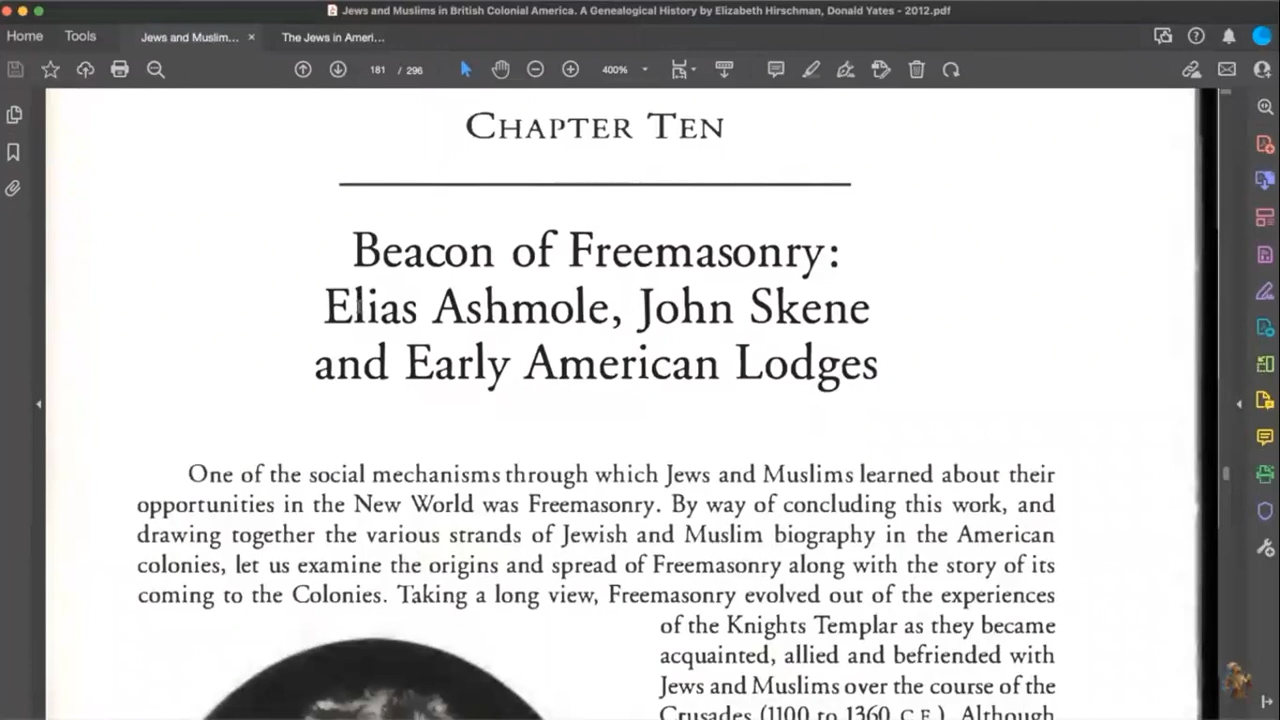 Jews and Muslims in British Colonial America. A Genealogical History by Elizabeth Hirschman, Donald Yates - 2012.pdf
Home Tools Jews and Muslim... × The Jews in Ameri...
181 / 296 400%
CHAPTER TEN
Beacon of Freemasonry:
Elias Ashmole, John Skene
and Early American Lodges
One of the social mechanisms through which Jews and Muslims learned about their
opportunities in the New World was Freemasonry. By way of concluding this work, and
drawing together the various strands of Jewish and Muslim biography in the American
colonies, let us examine the origins and spread of Freemasonry along with the story of its
coming to the Colonies. Taking a long view, Freemasonry evolved out of the experiences
of the Knights Templar as they became
acquainted, allied and befriended with
Jews and Muslims over the course of the
Crusades (1100 to 1360 C.E.). Although